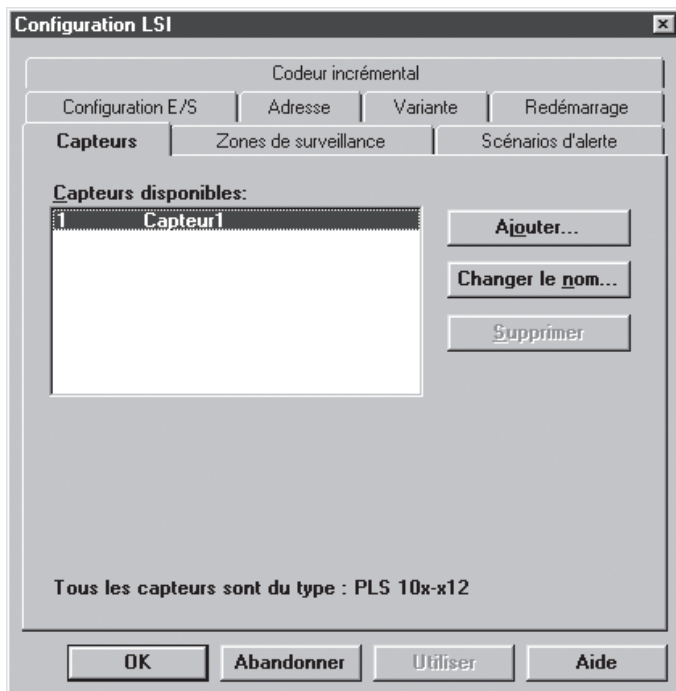 Configuration LSI
Codeur incrémental
Configuration E/S Adresse Variante Redémarrage
Capteurs Zones de surveillance Scénarios d'alerte
Capteurs disponibles:
1 Capteur1
Ajouter...
Changer le nom...
Supprimer
Tous les capteurs sont du type : PLS 10x-x12
OK Abandonner Utiliser Aide